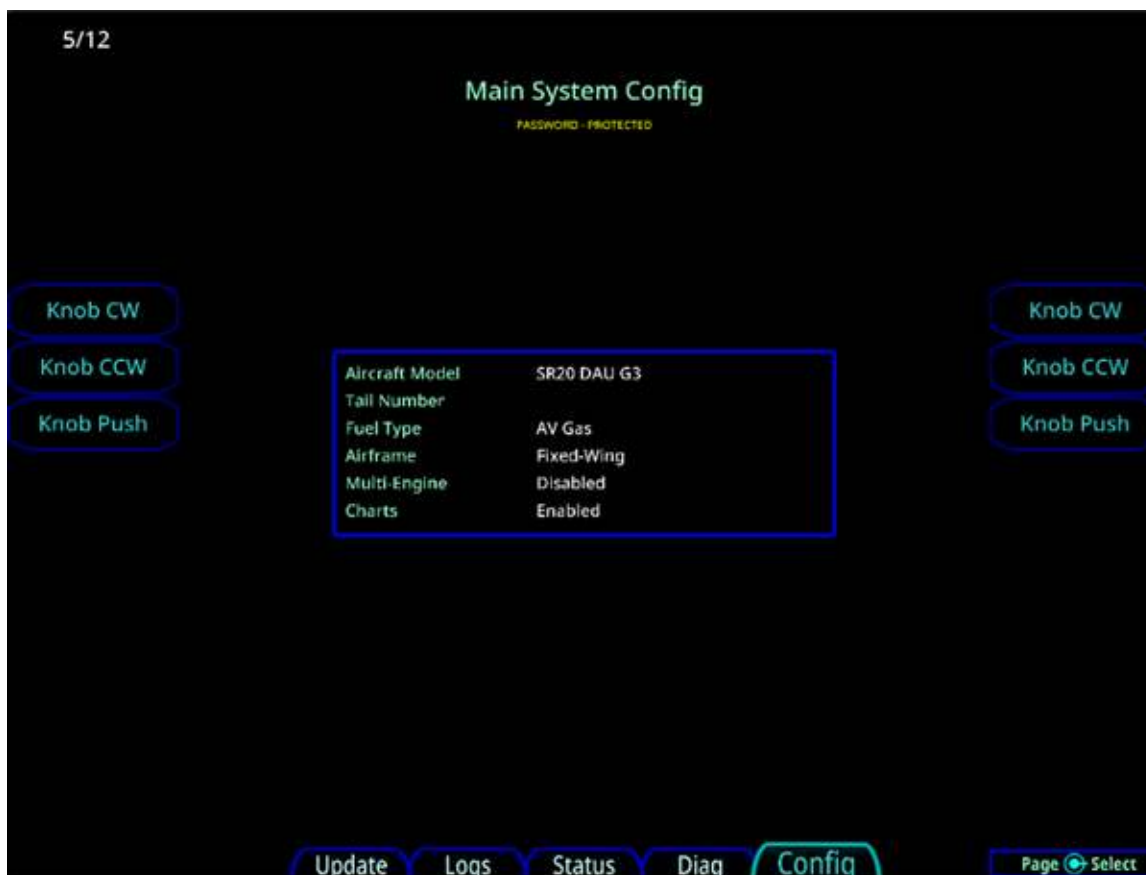 5/12
Main System Config
PASSWORD - PROTECTED
Knob CW
Knob CCW
Knob Push
Aircraft Model SR20 DAU G3
Tail Number
Fuel Type AV Gas
Airframe Fixed-Wing
Multi-Engine Disabled
Charts Enabled
Knob CW
Knob CCW
Knob Push
Update Logs Status Diag Config
Page Select